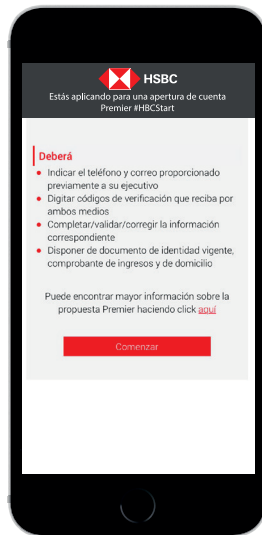 HSBC
Estás aplicando para una apertura de cuenta
Premier #HBCStart
Deberá
Indicar el teléfono y correo proporcionado
previamente a su ejecutivo
Digitar códigos de verificación que reciba por
ambos medios
Completar/validar/corregir la información
correspondiente
Disponer de documento de identidad vigente,
comprobante de ingresos y de domicilio
Puede encontrar mayor información sobre la
propuesta Premier haciendo click aquí
Comenzar